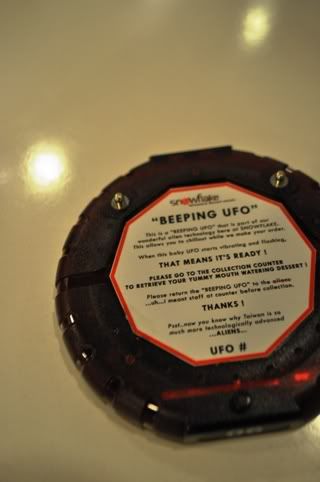 snowflake
"BEEPING UFO"
This is a "BEEPING UFO" that is part of our
wonderful alien technology here at SNOWFLAKE.
This allows you to chillout while we make your order.
When this baby UFO starts vibrating and flashing,
THAT MEANS IT'S READY !
PLEASE GO TO THE COLLECTION COUNTER
TO RETRIEVE YOUR YUMMY MOUTH WATERING DESSERT !
Please return the "BEEPING UFO" to the aliens
...uh...I meant staff at counter before collection.
THANKS !
Psst..now you know why Taiwan is so
much more technologically advanced
...ALIENS...
UFO #